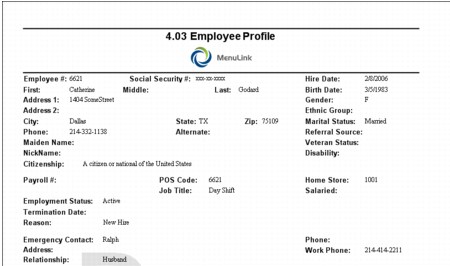 4.03 Employee Profile
MenuLink
Employee #: 6621 Social Security #: xxx-xx-xxxx Hire Date: 2/8/2006
First: Catherine Middle: Last: Godard Birth Date: 3/5/1983
Address 1: 1404 SomeStreet Gender: F
Address 2: Ethnic Group:
City: Dallas State: TX Zip: 75109 Marital Status: Married
Phone: 214-332-1138 Alternate: Referral Source:
Maiden Name: Veteran Status:
NickName: Disability:
Citizenship: A citizen or national of the United States
Payroll #: POS Code: 6621 Home Store: 1001
Job Title: Day Shift Salaried:
Employment Status: Active
Termination Date:
Reason: New Hire
Emergency Contact: Ralph Phone:
Address: Work Phone: 214-414-2211
Relationship: Husband